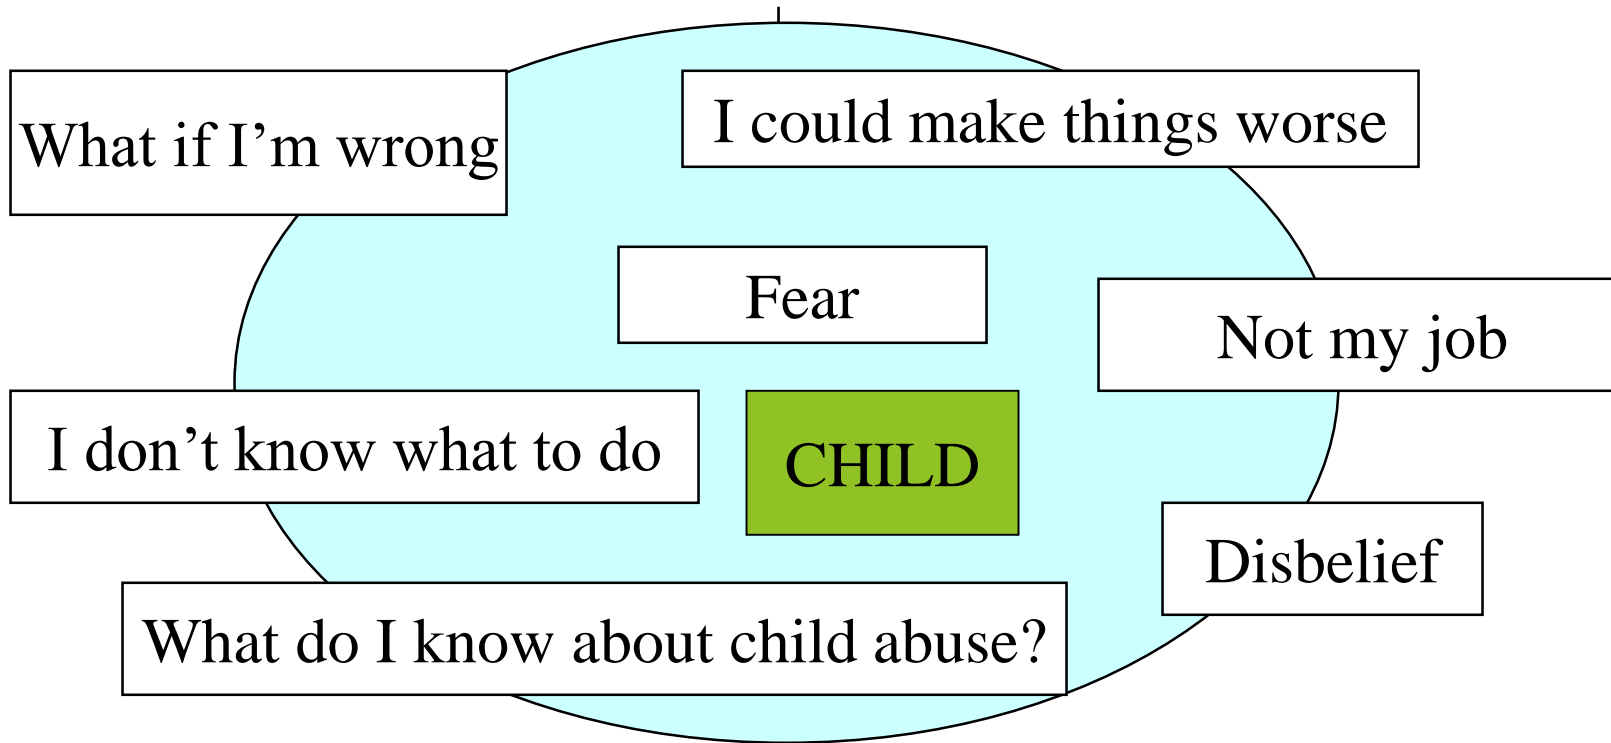 What if I’m wrong
I could make things worse
Fear
Not my job
I don’t know what to do
CHILD
Disbelief
What do I know about child abuse?